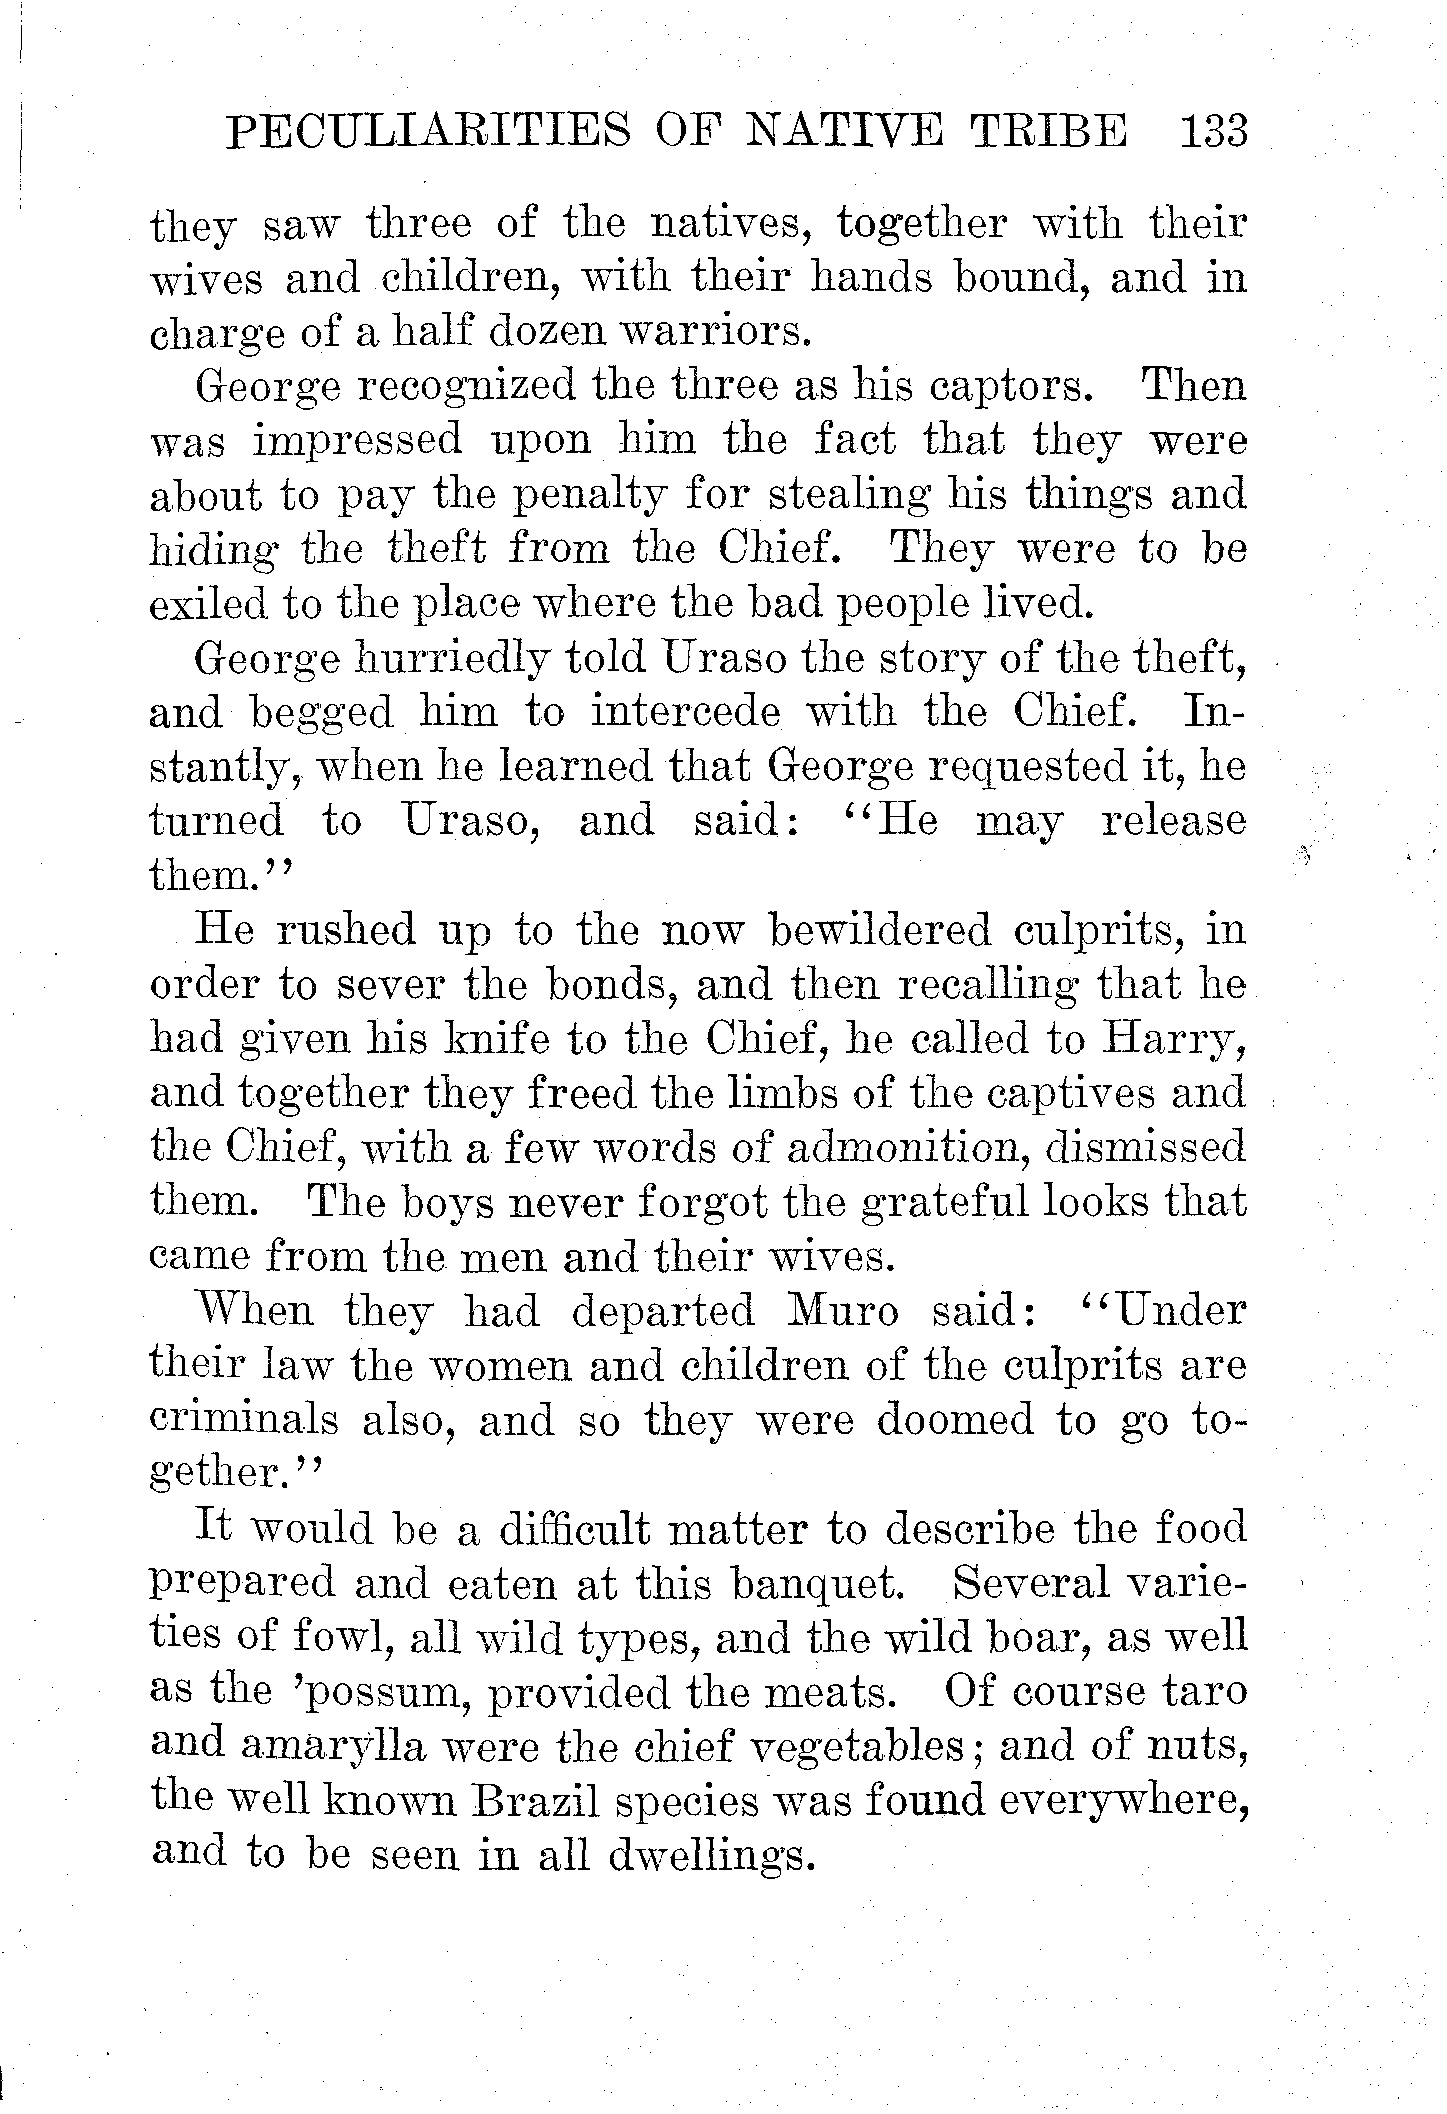 PECULIARITIES OF NATIVE TRIBE 133
they saw three of the natives, together with their
wives and children, with their hands bound, and in
charge of a half dozen warriors.
George recognized the three as his captors. Then
was impressed upon him the fact that they were
about to pay the penalty for stealing his things and
hiding the theft from the Chief. They were to be
exiled to the place where the bad people lived.
George hurriedly told Uraso the story of the theft,
and begged him to intercede with the Chief. In-
stantly, when he learned that George requested it, he
turned to Uraso, and said: "He may release
them."
He rushed up to the now bewildered culprits, in
order to sever the bonds, and then recalling that he
had given his knife to the Chief, he called to Harry,
and together they freed the limbs of the captives and
the Chief, with a few words of admonition, dismissed
them. The boys never forgot the grateful looks that
came from the men and their wives.
When they had departed Muro said: "Under
their law the women and children of the culprits are
criminals also, and so they were doomed to go to-
gether."
It would be a difficult matter to describe the food
prepared and eaten at this banquet. Several varie-
ties of fowl, all wild types, and the wild boar, as well
as the 'possum, provided the meats. Of course taro
and amarylla were the chief vegetables; and of nuts,
the well known Brazil species was found everywhere,
and to be seen in all dwellings.